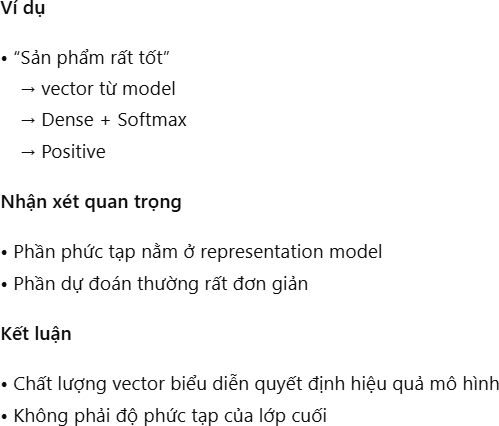 Ví dụ
• “Sản phẩm rất tốt”
→ vector từ model
→ Dense + Softmax
→ Positive
Nhận xét quan trọng
• Phần phức tạp nằm ở representation model
• Phần dự đoán thường rất đơn giản
Kết luận
• Chất lượng vector biểu diễn quyết định hiệu quả mô hình
• Không phải độ phức tạp của lớp cuối